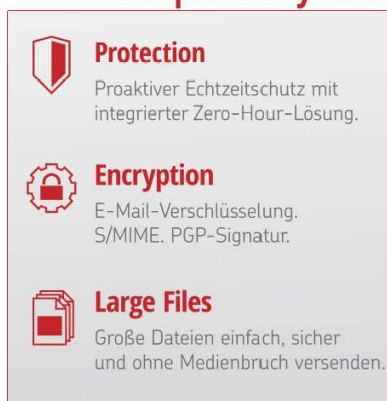 Protection
Proaktiver Echtzeitschutz mit
integrierter Zero-Hour-Lösung.
Encryption
E-Mail-Verschlüsselung.
S/MIME. PGP-Signatur.
Large Files
Große Dateien einfach, sicher
und ohne Medienbruch versenden.